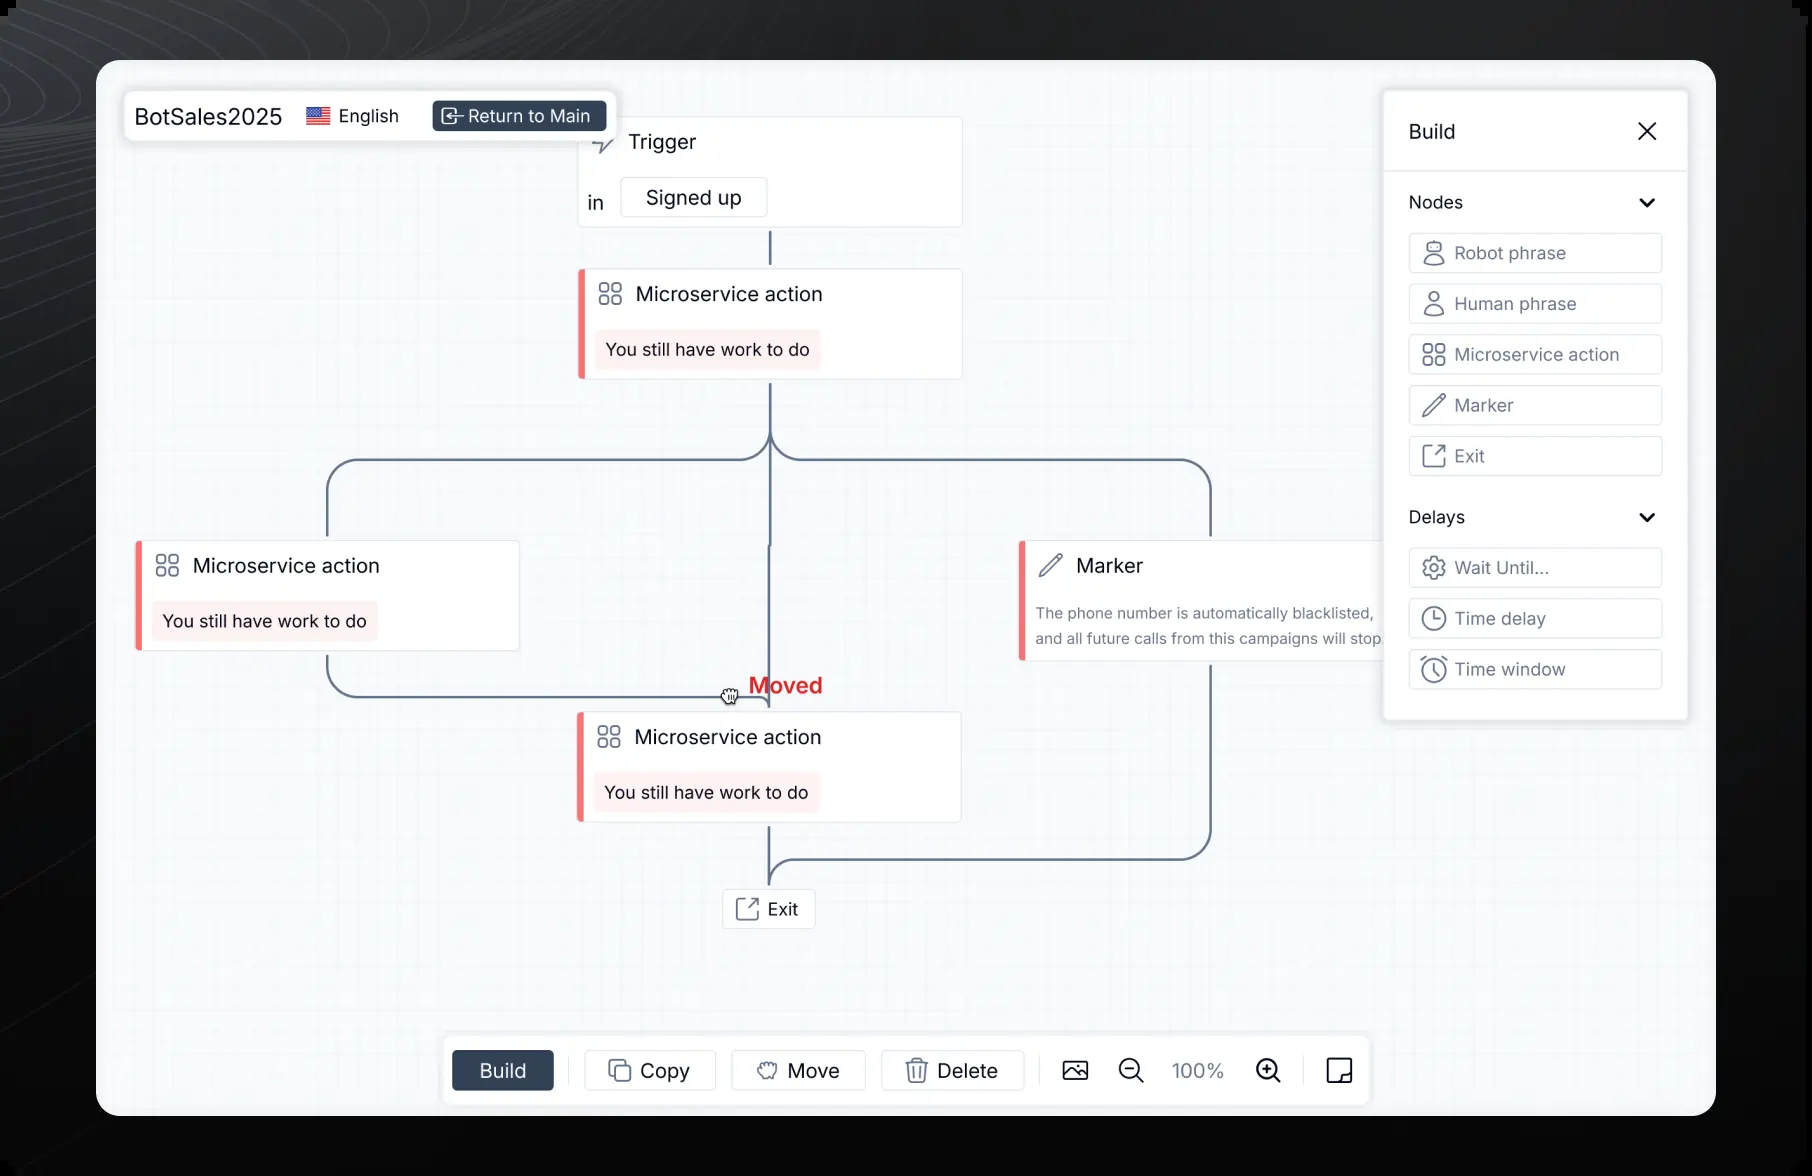 BotSales2025
English
Return to Main
Trigger
in
Signed up
Microservice action
You still have work to do
Microservice action
You still have work to do
Marker
The phone number is automatically blacklisted,
and all future calls from this campaigns will stop.
Moved
Microservice action
You still have work to do
Exit
Build
Nodes
Robot phrase
Human phrase
Microservice action
Marker
Exit
Delays
Wait Until...
Time delay
Time window
Build
Copy
Move
Delete
100%